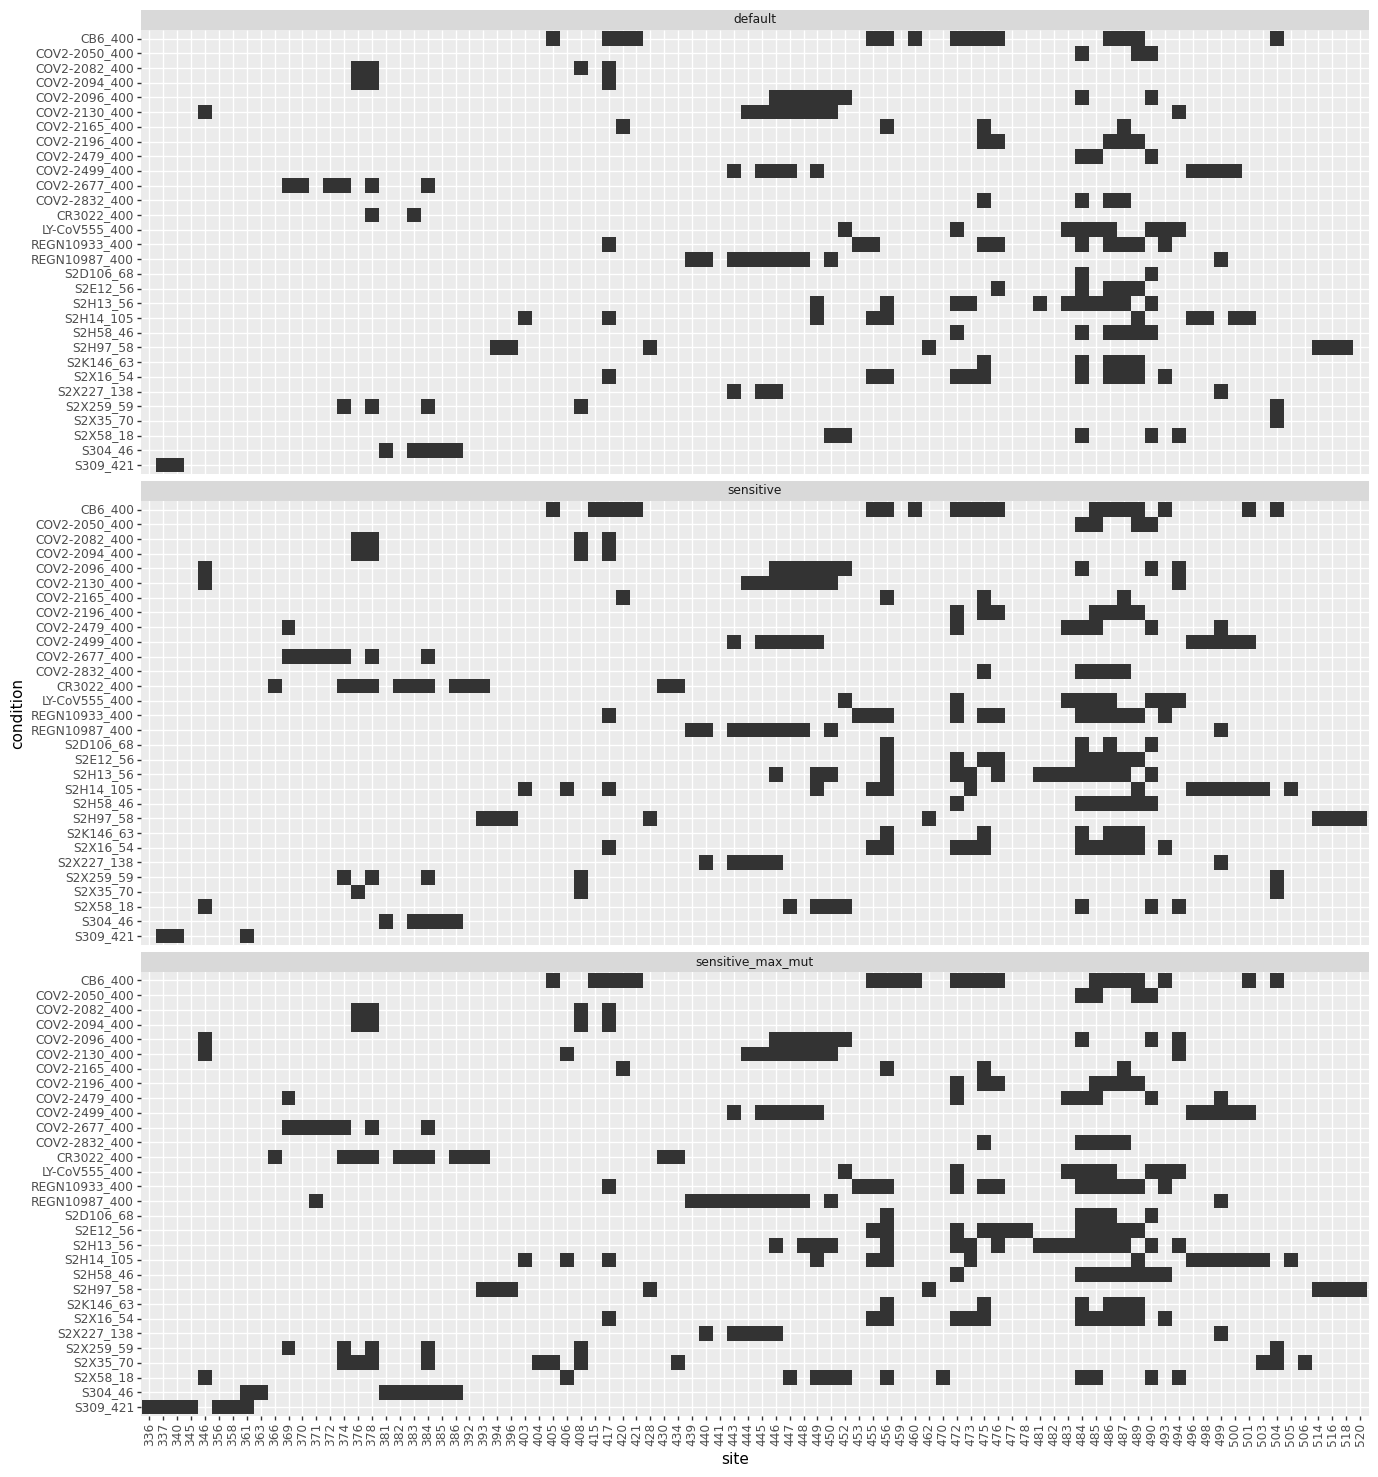 default
CB6_400
COV2-2050_400
COV2-2082_400
COV2-2094_400
COV2-2096_400
COV2-2130_400
COV2-2165_400
COV2-2196_400
COV2-2479_400
COV2-2499_400
COV2-2677_400
COV2-2832_400
CR3022_400
LY-CoV555_400
REGN10933_400
REGN10987_400
S2D106_68
S2E12_56
S2H13_56
S2H14_105
S2H58_46
S2H97_58
S2K146_63
S2X16_54
S2X227_138
S2X259_59
S2X35_70
S2X58_18
S304_46
S309_421
sensitive
CB6_400
COV2-2050_400
COV2-2082_400
COV2-2094_400
COV2-2096_400
COV2-2130_400
COV2-2165_400
COV2-2196_400
COV2-2479_400
COV2-2499_400
COV2-2677_400
COV2-2832_400
CR3022_400
LY-CoV555_400
REGN10933_400
REGN10987_400
S2D106_68
S2E12_56
S2H13_56
S2H14_105
S2H58_46
S2H97_58
S2K146_63
S2X16_54
S2X227_138
S2X259_59
S2X35_70
S2X58_18
S304_46
S309_421
condition
sensitive_max_mut
CB6_400
COV2-2050_400
COV2-2082_400
COV2-2094_400
COV2-2096_400
COV2-2130_400
COV2-2165_400
COV2-2196_400
COV2-2479_400
COV2-2499_400
COV2-2677_400
COV2-2832_400
CR3022_400
LY-CoV555_400
REGN10933_400
REGN10987_400
S2D106_68
S2E12_56
S2H13_56
S2H14_105
S2H58_46
S2H97_58
S2K146_63
S2X16_54
S2X227_138
S2X259_59
S2X35_70
S2X58_18
S304_46
S309_421
336 337 340 345 346 356 358 361 363 366 369 370 371 372 374 376 378 381 382 383 384 385 386 392 393 394 396 403 404 405 406 408 415 417 420 421 428 430 434 439 440 441 443 444 445 446 447 448 449 450 452 453 455 456 459 460 462 470 472 473 475 476 477 478 481 482 483 484 485 486 487 489 490 493 494 496 498 499 500 501 503 504 505 506 514 516 518 520
site